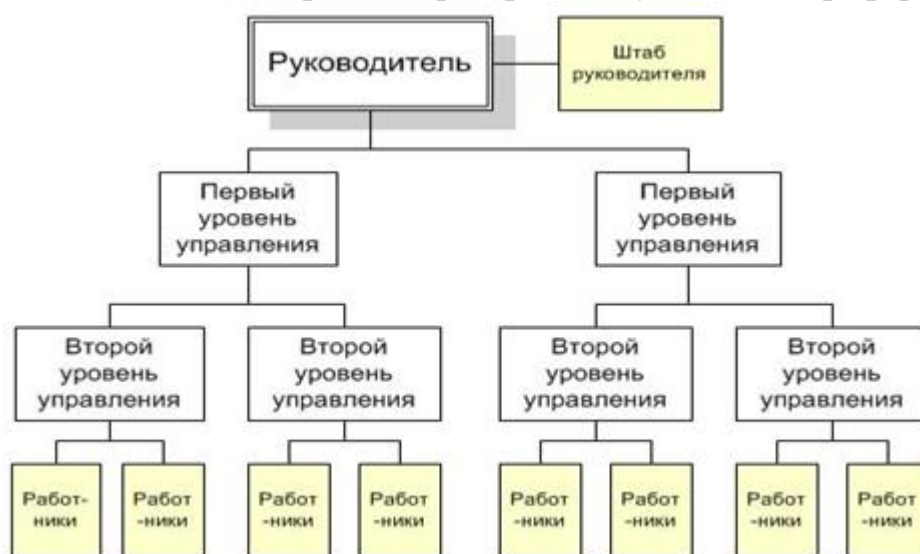 Руководитель
Штаб
руководителя
Первый
уровень
управления
Первый
уровень
управления
Второй
уровень
управления
Второй
уровень
управления
Второй
уровень
управления
Второй
уровень
управления
Работ-
ники
Работ
-ники
Работ
-ники
Работ
-ники
Работ
-ники
Работ
-ники
Работ
-ники
Работ
-ники